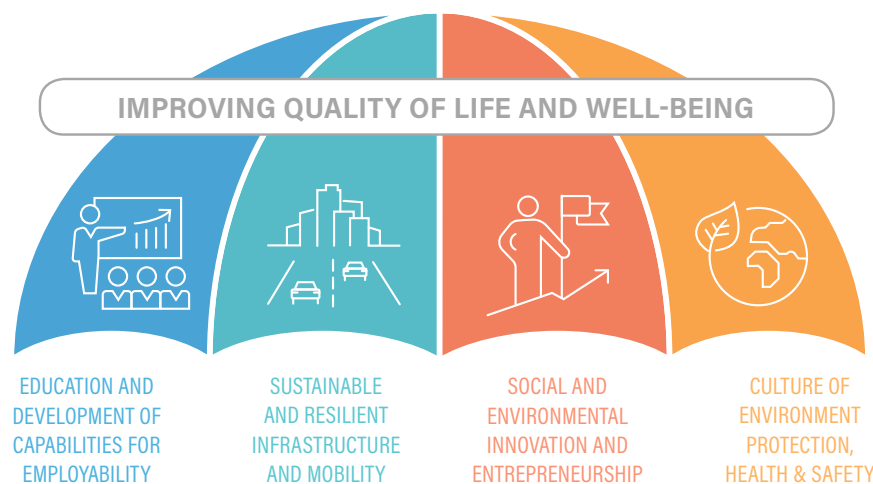 IMPROVING QUALITY OF LIFE AND WELL-BEING
EDUCATION AND
DEVELOPMENT OF
CAPABILITIES FOR
EMPLOYABILITY
SUSTAINABLE
AND RESILIENT
INFRASTRUCTURE
AND MOBILITY
SOCIAL AND
ENVIRONMENTAL
INNOVATION AND
ENTREPRENEURSHIP
CULTURE OF
ENVIRONMENT
PROTECTION,
HEALTH & SAFETY